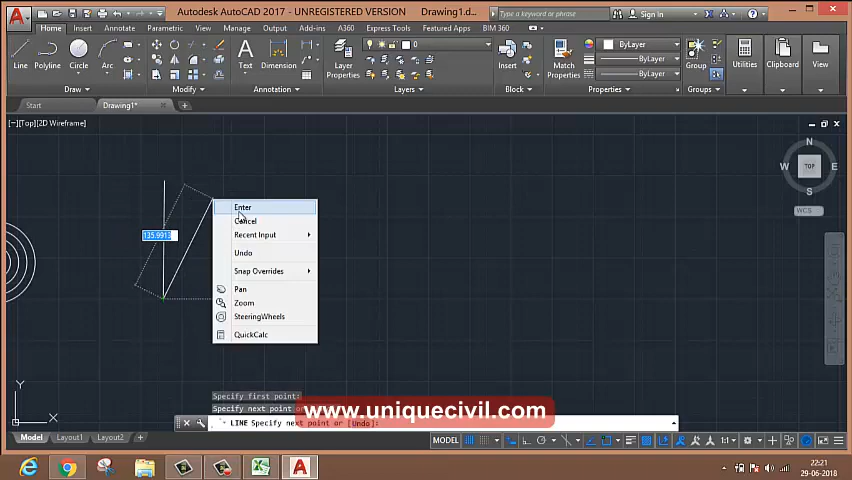 Autodesk AutoCAD 2017 - UNREGISTERED VERSION Drawing1.d...
Type a keyword or phrase
Sign In
Home Insert Annotate Parametric View Manage Output Add-ins A360 Express Tools Featured Apps BIM 360
Line Polyline Circle Arc
Text Dimension
Layer Properties
0
Insert
Match Properties
ByLayer
ByLayer
ByLayer
Group
Utilities
Clipboard
View
Draw Modify Annotation Layers Block Properties Groups
Start Drawing1*
[−][Top][2D Wireframe]
N
W TOP E
S
WCS
135.9913
Enter
Cancel
Recent Input
Undo
Snap Overrides
Pan
Zoom
SteeringWheels
QuickCalc
Y
X
Specify first point:
Specify next point or
www.uniquecivil.com
LINE Specify next point or [Undo]:
Model Layout1 Layout2
MODEL
1:1
22:21
29-06-2018